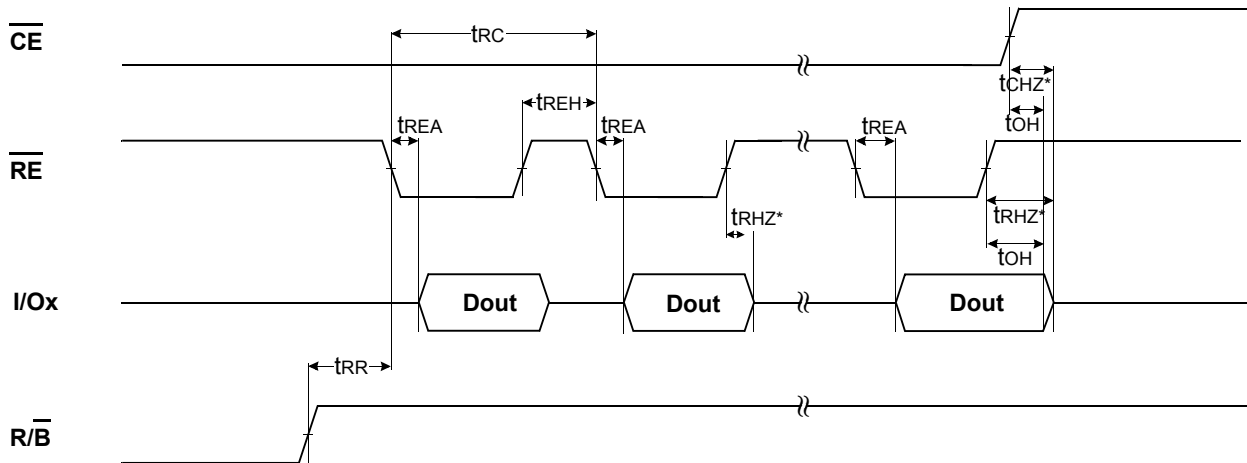 CE
tRC
tCHZ*
tREH
tOH
tREA
tREA
tREA
RE
tRHZ*
tRHZ*
tOH
I/Ox
Dout
Dout
Dout
tRR
R/B